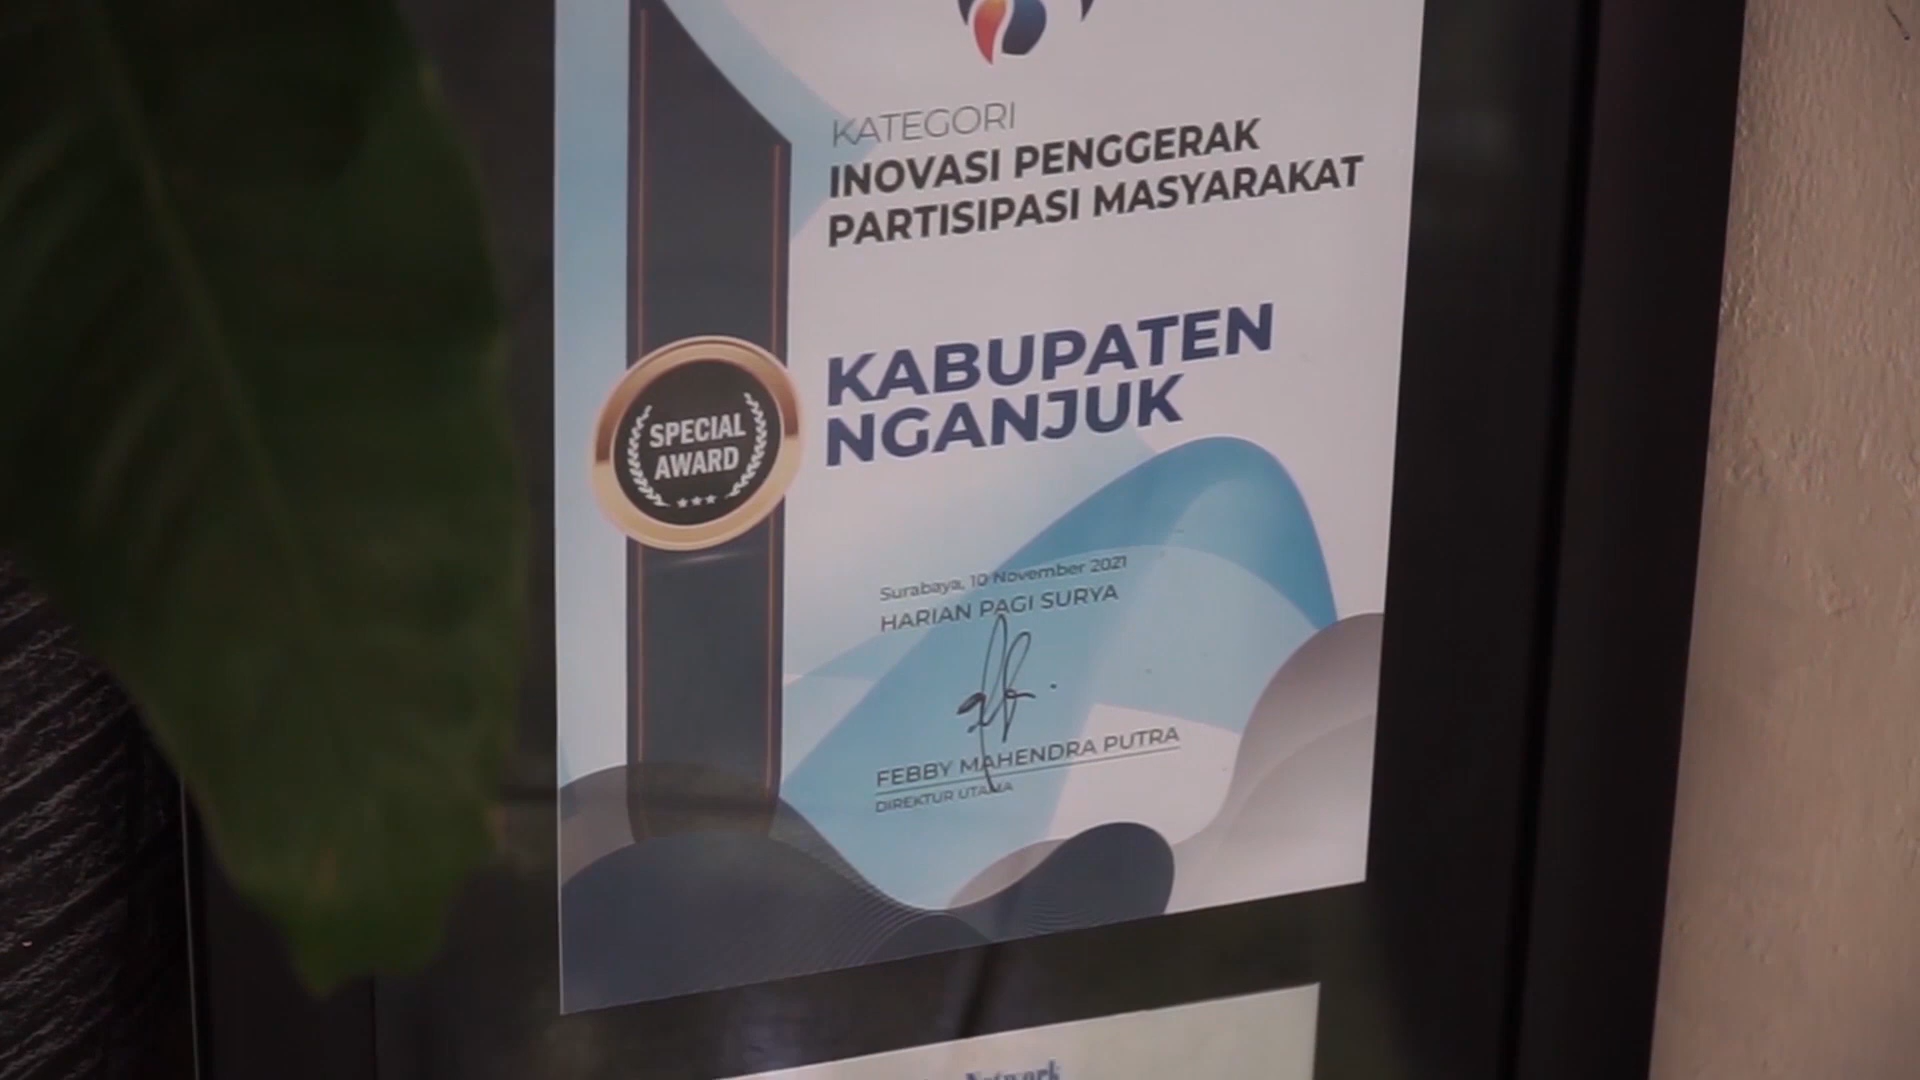 KATEGORI
INOVASI PENGGERAK
PARTISIPASI MASYARAKAT
KABUPATEN
NGANJUK
SPECIAL
AWARD
Surabaya, 10 November 2021
HARIAN PAGI SURYA
FEBBY MAHENDRA PUTRA
DIREKTUR UTAMA
Network